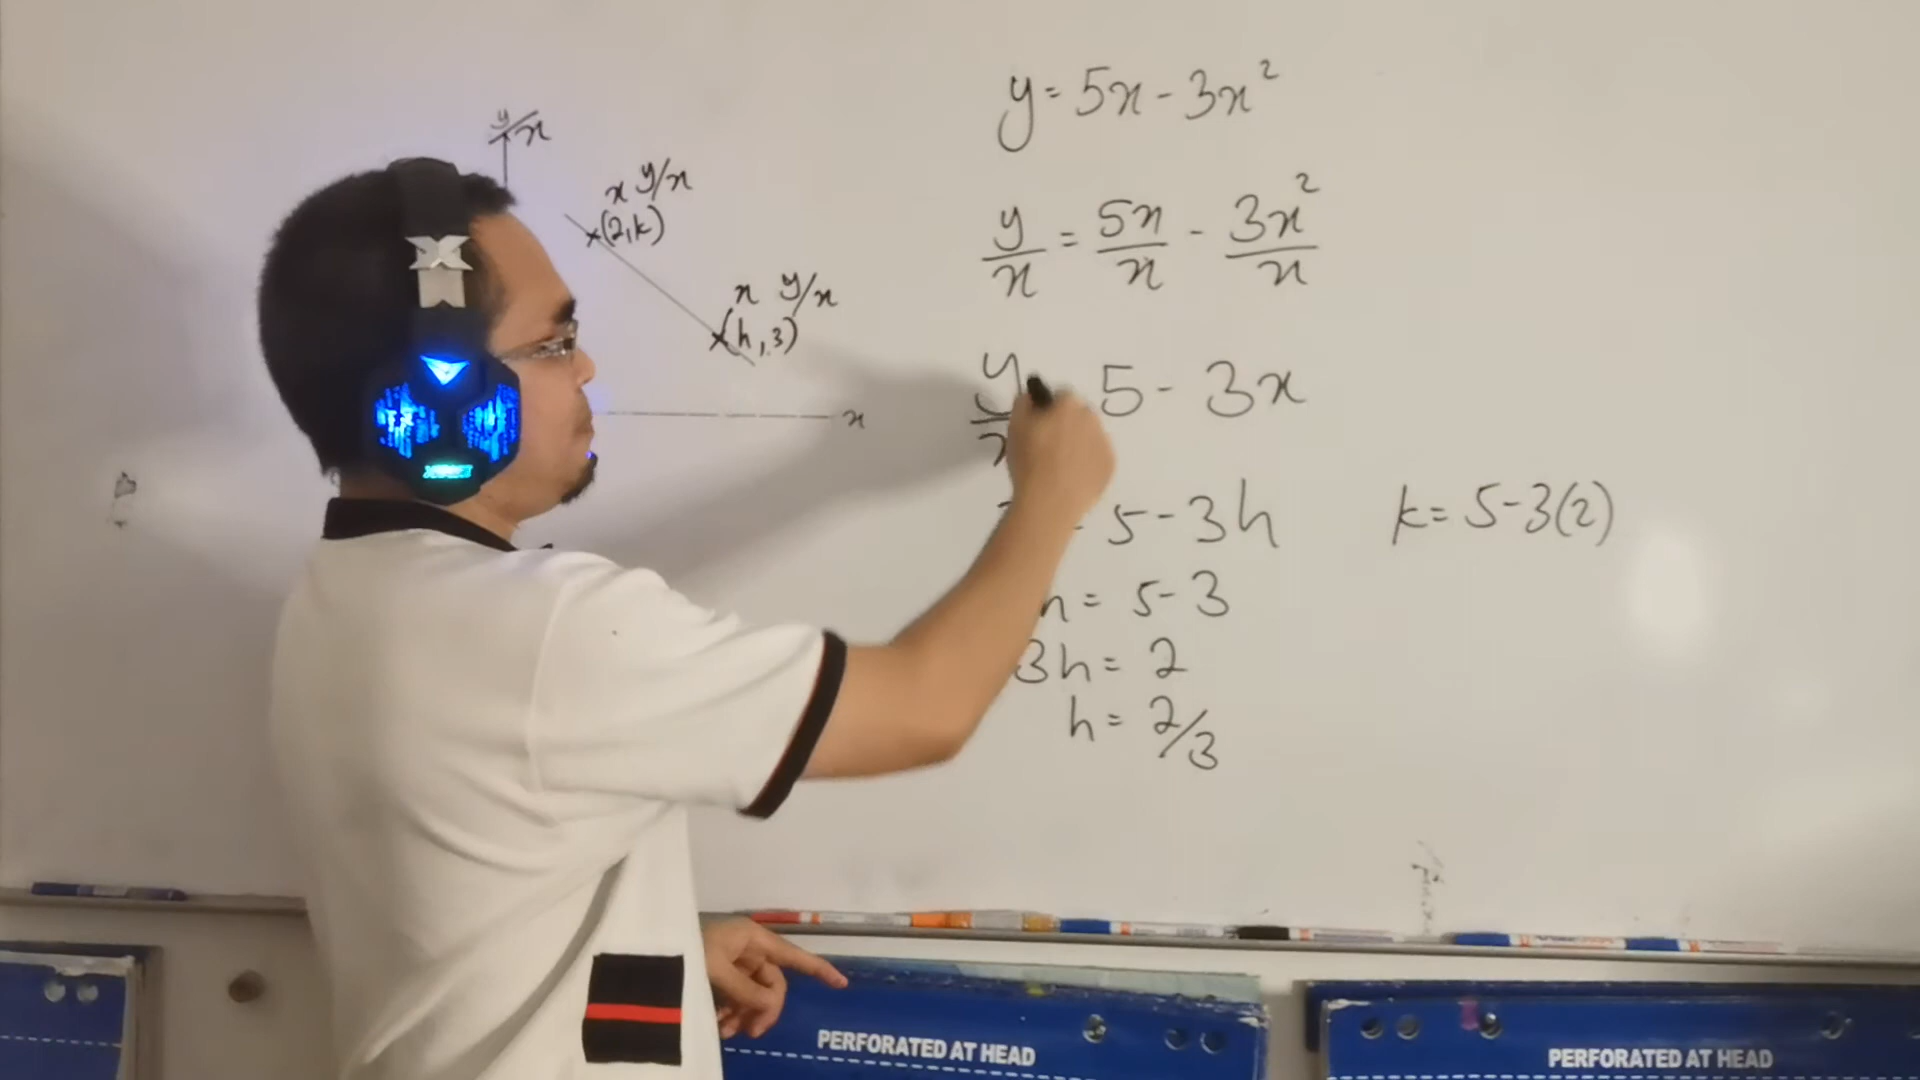 y/x
x y/x
(2,k)
x y/x
(h,3)
x
y = 5x - 3x²
y/x = 5x/x - 3x²/x
y 5 - 3x
5 - 3h
k = 5 - 3(2)
h = 5 - 3
3h = 2
h = 2/3
PERFORATED AT HEAD
PERFORATED AT HEAD